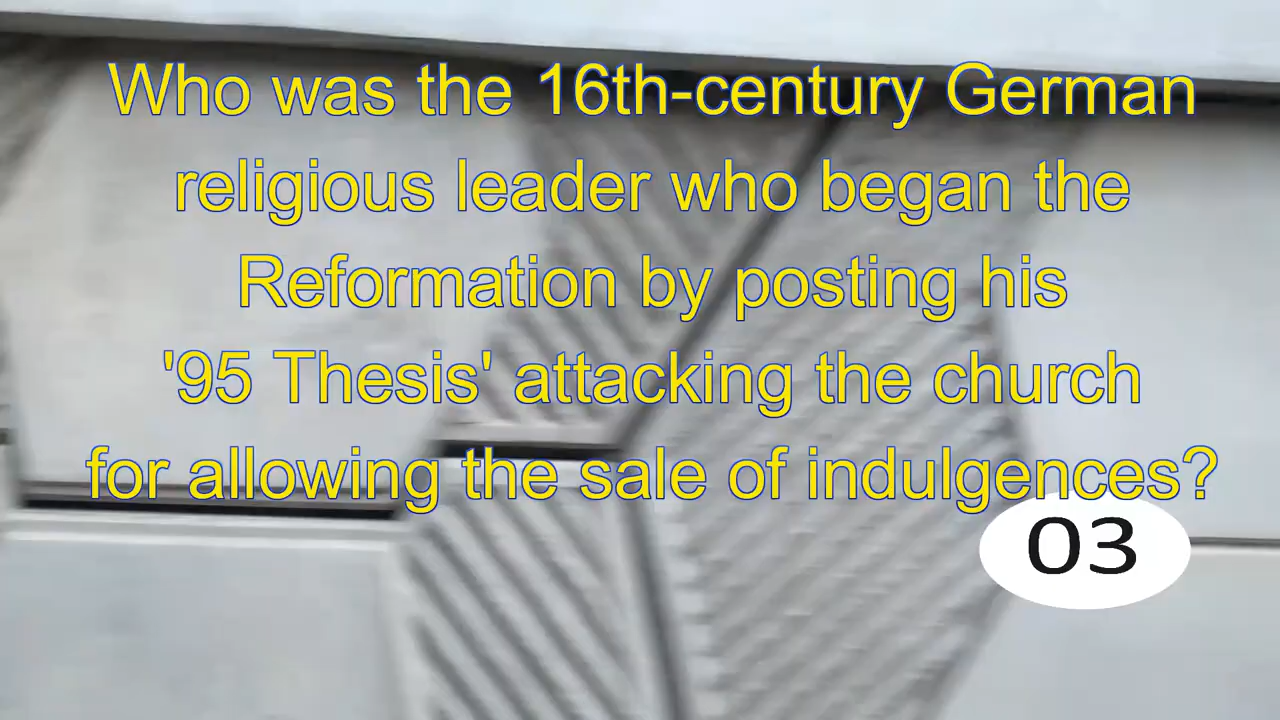 Who was the 16th-century German
religious leader who began the
Reformation by posting his
'95 Thesis' attacking the church
for allowing the sale of indulgences?
03